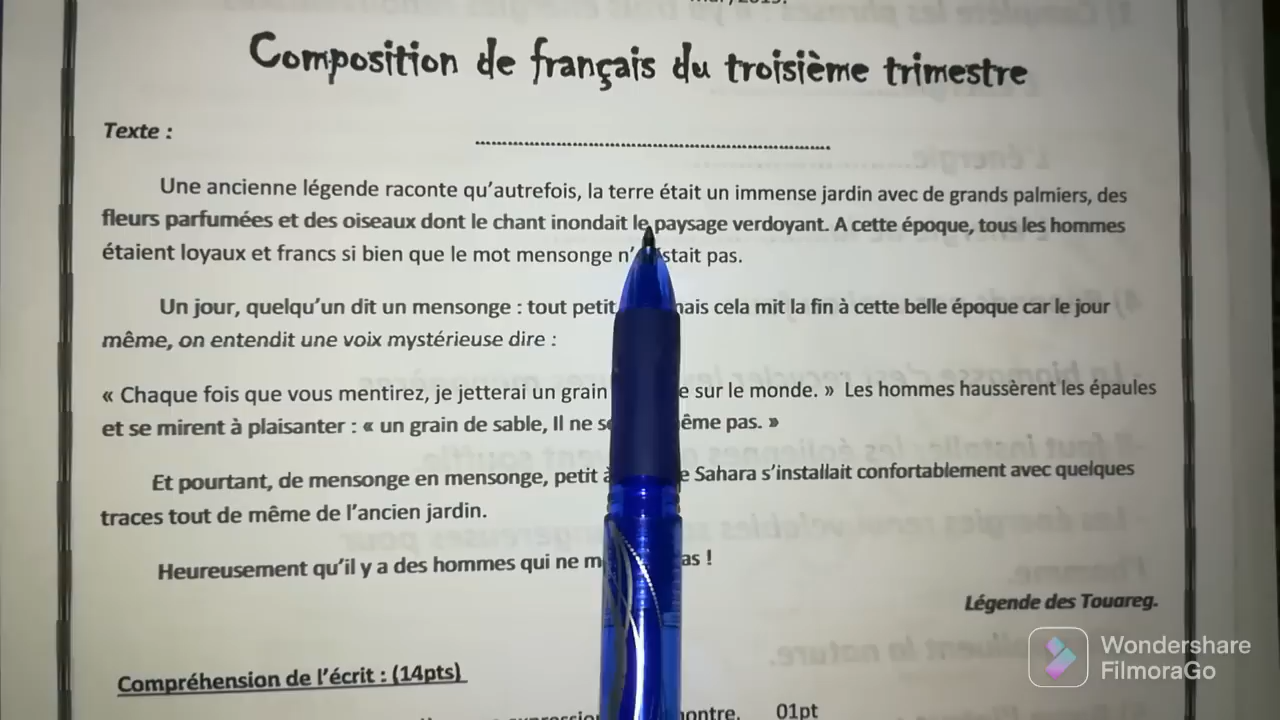 Composition de français du troisième trimestre
Texte : ............................................................
Une ancienne légende raconte qu'autrefois, la terre était un immense jardin avec de grands palmiers, des
fleurs parfumées et des oiseaux dont le chant inondait le paysage verdoyant. A cette époque, tous les hommes
étaient loyaux et francs si bien que le mot mensonge n' stait pas.
Un jour, quelqu'un dit un mensonge : tout petit cela mit la fin à cette belle époque car le jour
même, on entendit une voix mystérieuse dire :
« Chaque fois que vous mentirez, je jetterai un grain sur le monde. » Les hommes haussèrent les épaules
et se mirent à plaisanter : « un grain de sable, Il ne pas. »
Et pourtant, de mensonge en mensonge, petit Sahara s'installait confortablement avec quelques
traces tout de même de l'ancien jardin.
Heureusement qu'il y a des hommes qui ne !
Légende des Touareg.
Compréhension de l'écrit : (14pts)
01pt
Wondershare
FilmoraGo